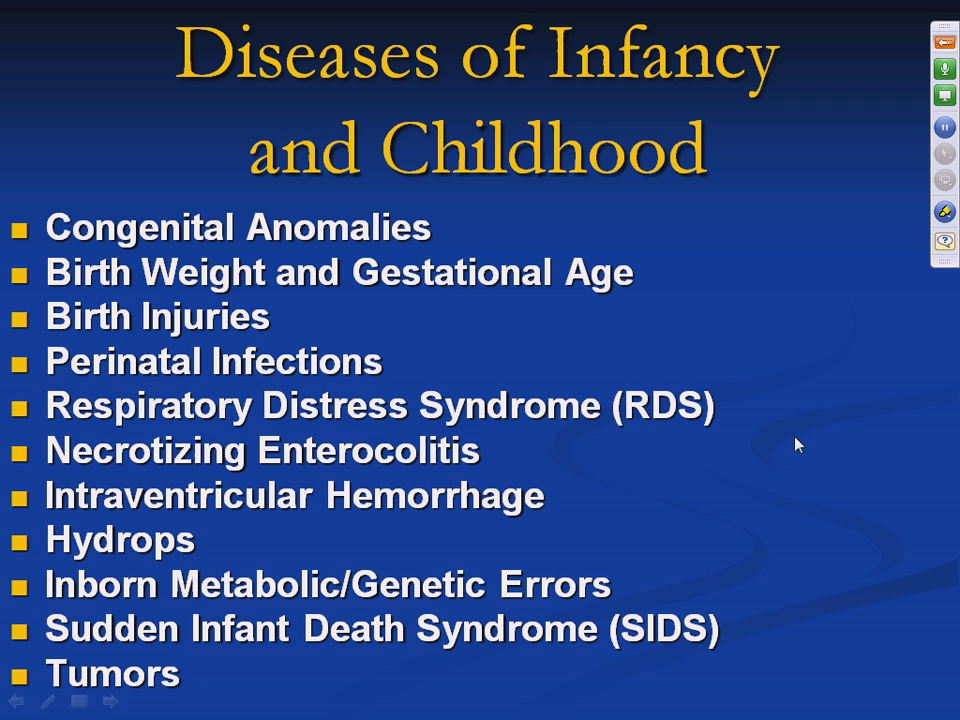 Diseases of Infancy
and Childhood
Congenital Anomalies
Birth Weight and Gestational Age
Birth Injuries
Perinatal Infections
Respiratory Distress Syndrome (RDS)
Necrotizing Enterocolitis
Intraventricular Hemorrhage
Hydrops
Inborn Metabolic/Genetic Errors
Sudden Infant Death Syndrome (SIDS)
Tumors